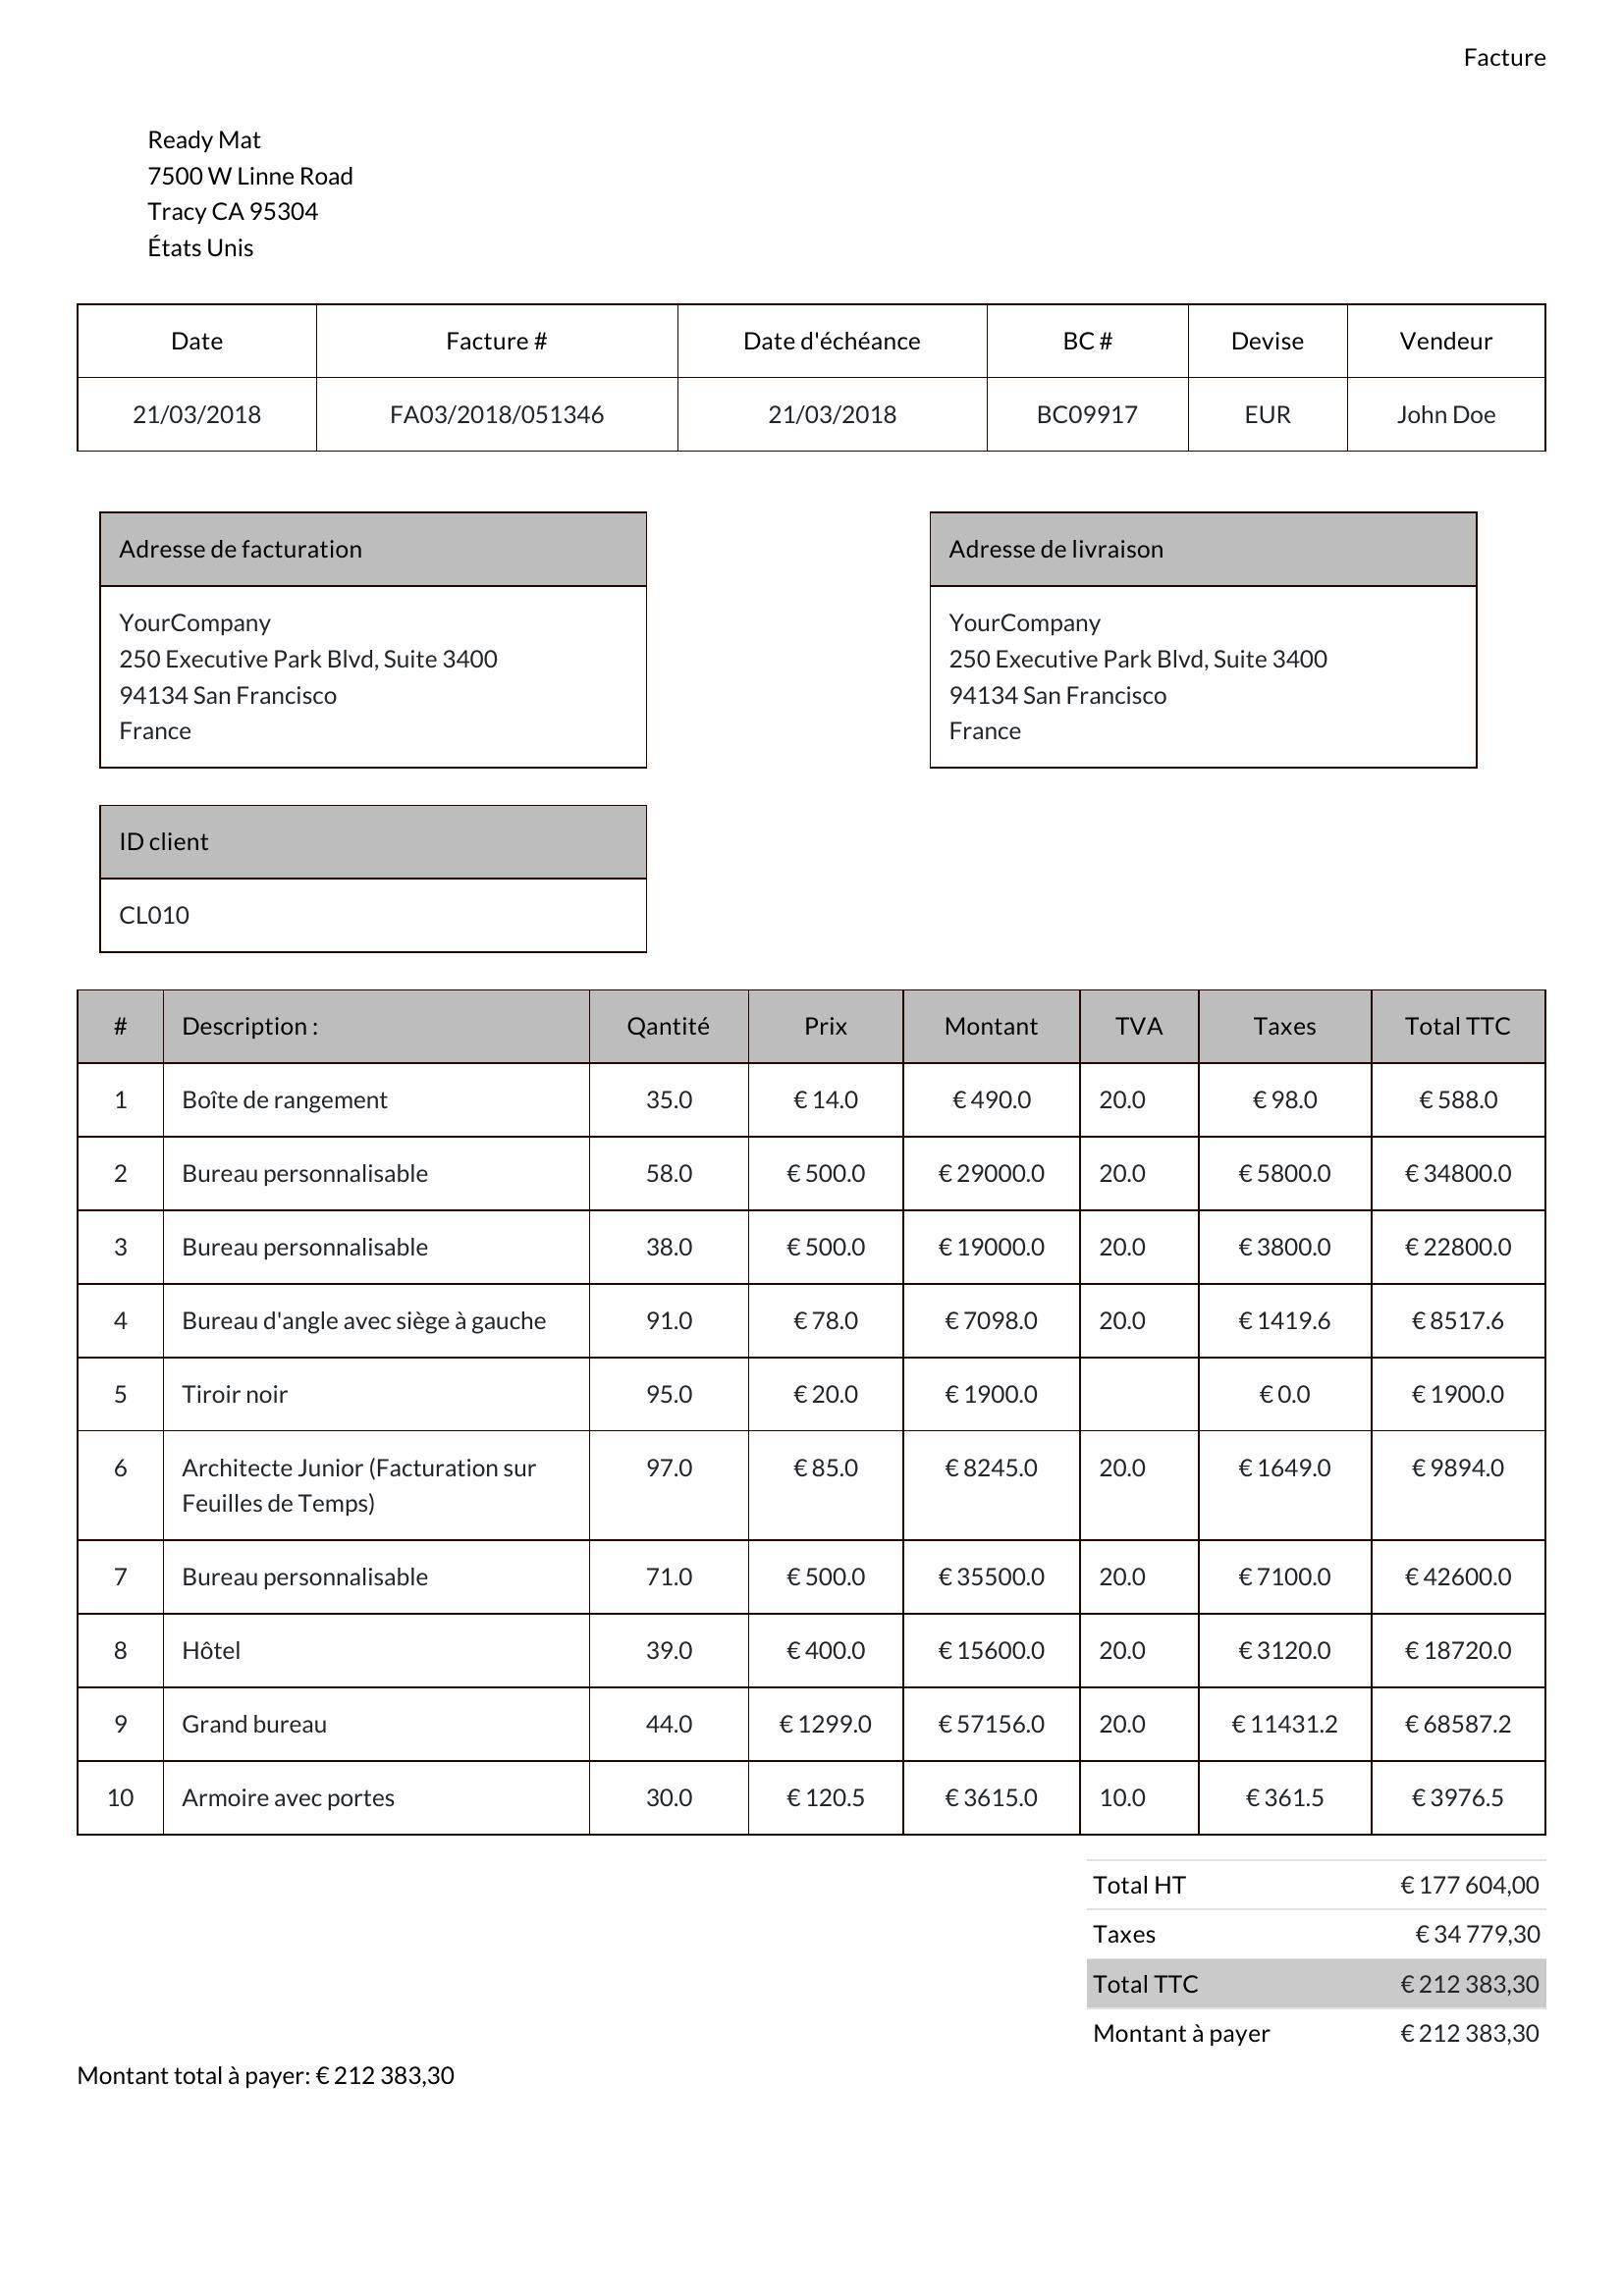 Facture
Ready Mat
7500 W Linne Road
Tracy CA 95304
États Unis
Date Facture # Date d'échéance BC # Devise Vendeur
21/03/2018 FA03/2018/051346 21/03/2018 BC09917 EUR John Doe
Adresse de facturation
YourCompany
250 Executive Park Blvd, Suite 3400
94134 San Francisco
France
Adresse de livraison
YourCompany
250 Executive Park Blvd, Suite 3400
94134 San Francisco
France
ID client
CL010
# Description : Qantité Prix Montant TVA Taxes Total TTC
1 Boîte de rangement 35.0 € 14.0 € 490.0 20.0 € 98.0 € 588.0
2 Bureau personnalisable 58.0 € 500.0 € 29000.0 20.0 € 5800.0 € 34800.0
3 Bureau personnalisable 38.0 € 500.0 € 19000.0 20.0 € 3800.0 € 22800.0
4 Bureau d'angle avec siège à gauche 91.0 € 78.0 € 7098.0 20.0 € 1419.6 € 8517.6
5 Tiroir noir 95.0 € 20.0 € 1900.0 € 0.0 € 1900.0
6 Architecte Junior (Facturation sur 97.0 € 85.0 € 8245.0 20.0 € 1649.0 € 9894.0
Feuilles de Temps)
7 Bureau personnalisable 71.0 € 500.0 € 35500.0 20.0 € 7100.0 € 42600.0
8 Hôtel 39.0 € 400.0 € 15600.0 20.0 € 3120.0 € 18720.0
9 Grand bureau 44.0 € 1299.0 € 57156.0 20.0 € 11431.2 € 68587.2
10 Armoire avec portes 30.0 € 120.5 € 3615.0 10.0 € 361.5 € 3976.5
Total HT € 177 604,00
Taxes € 34 779,30
Total TTC € 212 383,30
Montant à payer € 212 383,30
Montant total à payer: € 212 383,30